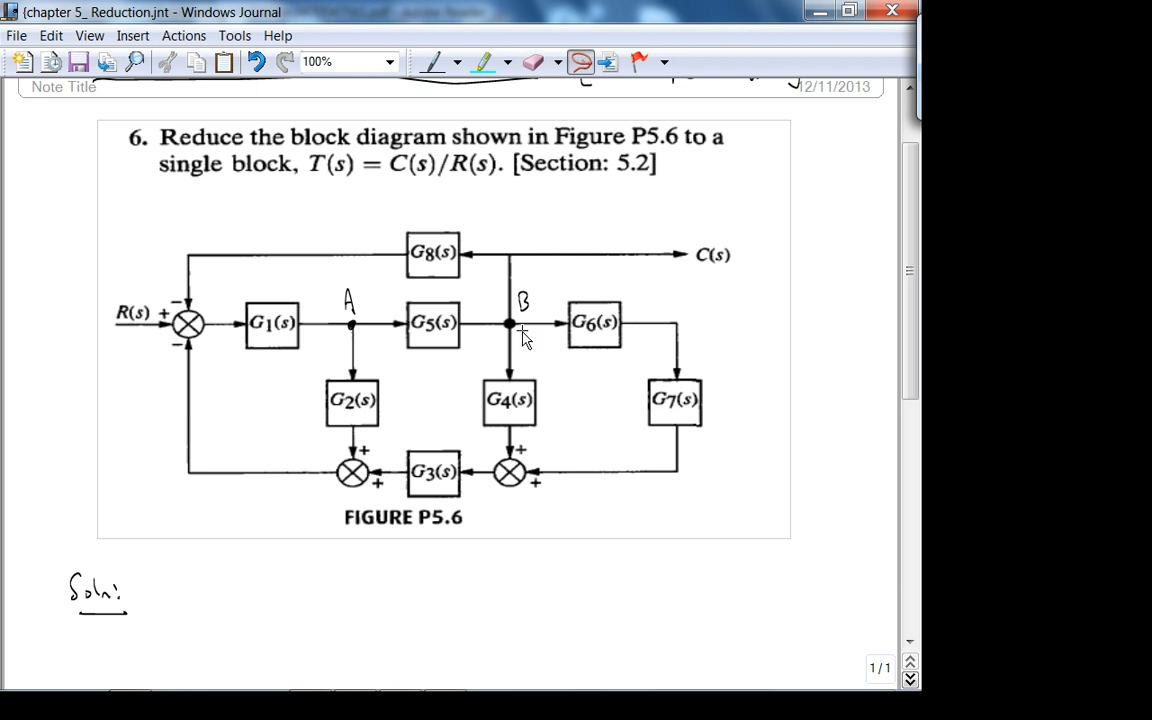 {chapter 5_ Reduction.jnt - Windows Journal
File Edit View Insert Actions Tools Help
100%
Note Title
12/11/2013
6. Reduce the block diagram shown in Figure P5.6 to a
single block, T(s) = C(s)/R(s). [Section: 5.2]
G8(s)
C(s)
A
B
R(s) +
−
G1(s)
G5(s)
G6(s)
−
G2(s)
G4(s)
G7(s)
+
+
G3(s)
+
+
FIGURE P5.6
Soln:
1 / 1